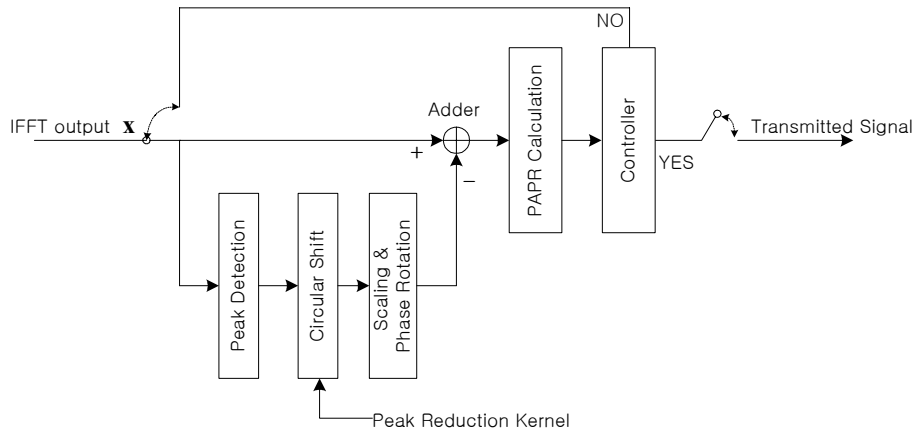 NO
IFFT output x
Adder
+
−
PAPR Calculation
Controller
YES
Transmitted Signal
Peak Detection
Circular Shift
Scaling &
Phase Rotation
Peak Reduction Kernel